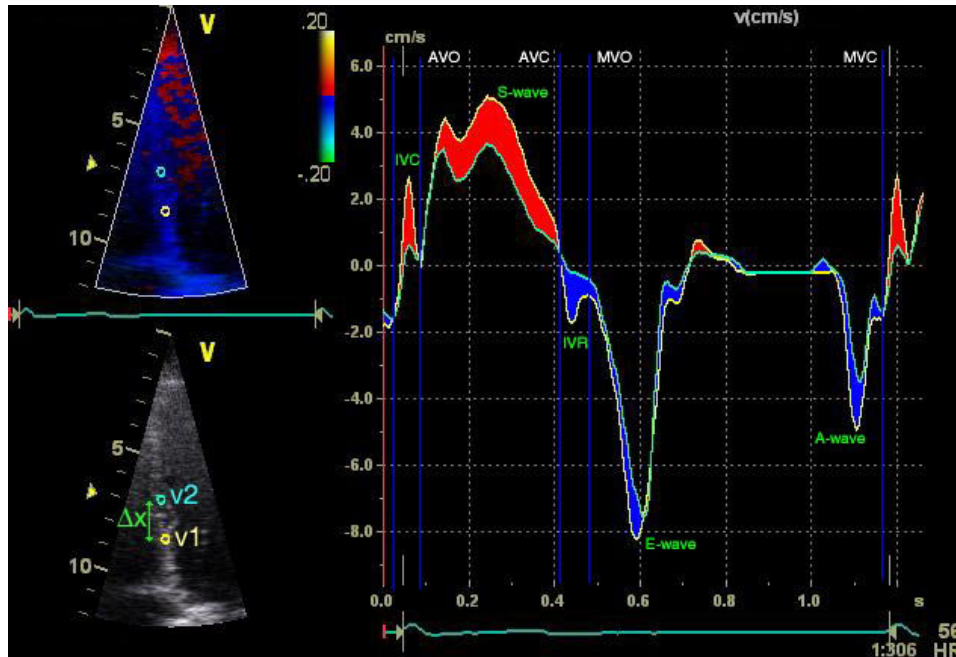 V
.20
-.20
5
10
V
5
v2
Δx
v1
10
v(cm/s)
cm/s
AVO
AVC
MVO
MVC
6.0
S-wave
4.0
IVC
2.0
0.0
-2.0
IVR
-4.0
A-wave
-6.0
-8.0
E-wave
0.0
0.2
0.4
0.6
0.8
1.0
s
56
1:306
HR